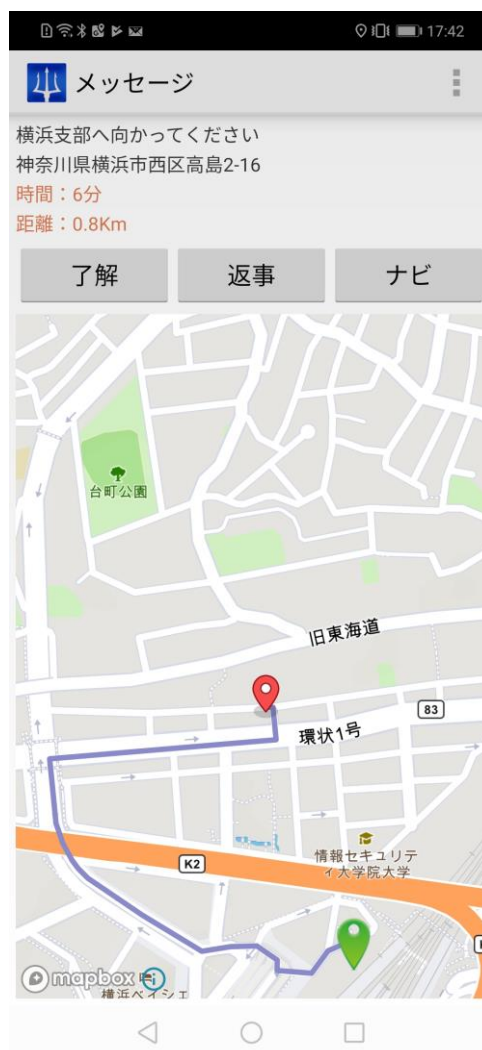 17:42
メッセージ
横浜支部へ向かってください
神奈川県横浜市西区高島2-16
時間：6分
距離：0.8Km
了解
返事
ナビ
台町公園
旧東海道
83
環状1号
K2
情報セキュリテ
ィ大学院大学
mapbox
横浜ベイシェ